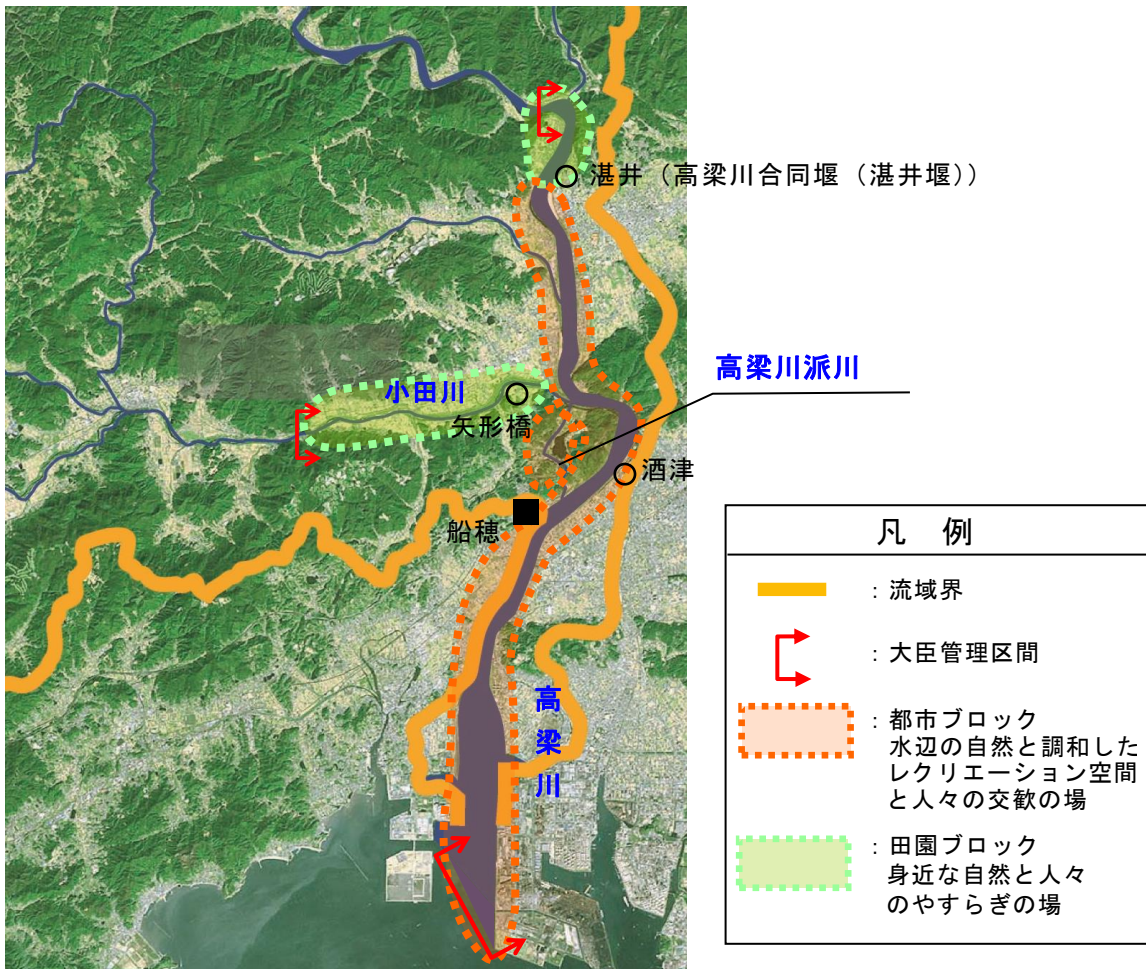 湛井（高梁川合同堰（湛井堰））
高梁川派川
小田川
矢形橋
酒津
船穂
高梁川
凡 例
：流域界
：大臣管理区間
：都市ブロック
水辺の自然と調和した
レクリエーション空間
と人々の交歓の場
：田園ブロック
身近な自然と人々
のやすらぎの場